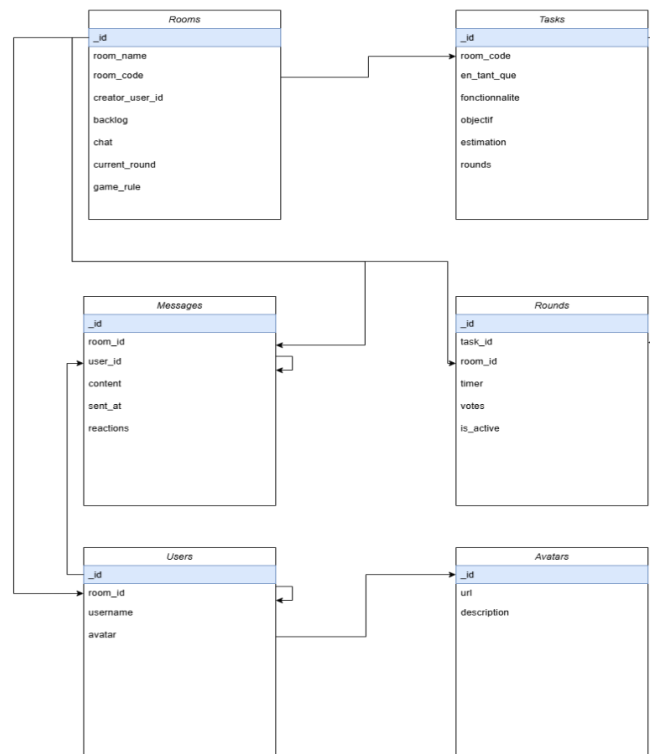 Rooms
_id
room_name
room_code
creator_user_id
backlog
chat
current_round
game_rule
Tasks
_id
room_code
en_tant_que
fonctionnalite
objectif
estimation
rounds
Messages
_id
room_id
user_id
content
sent_at
reactions
Rounds
_id
task_id
room_id
timer
votes
is_active
Users
_id
room_id
username
avatar
Avatars
_id
url
description